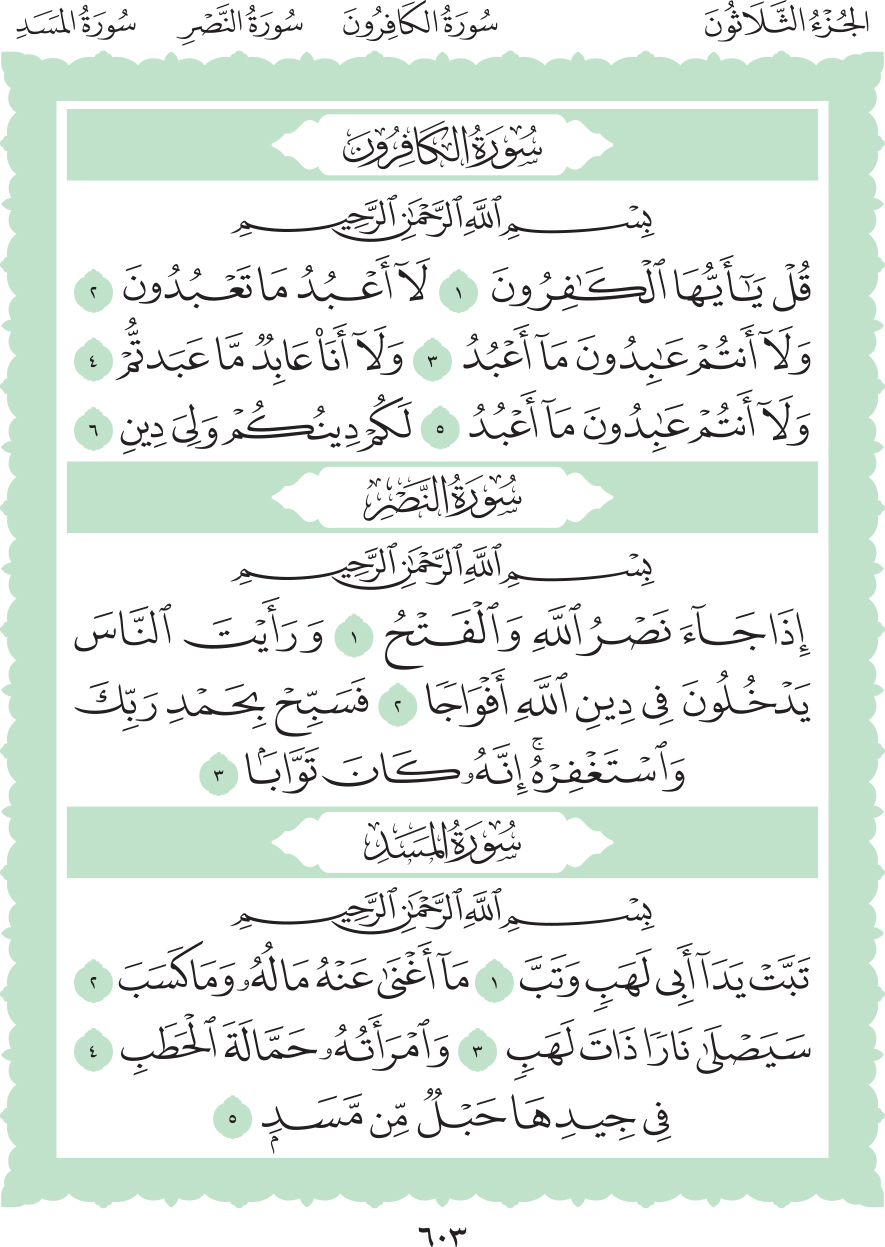 الجُزْءُ الثَّلَاثُونَ سُورَةُ الكَافِرُونَ سُورَةُ النَّصْرِ سُورَةُ المَسَدِ
سُورَةُ الكَافِرُونَ
بِسْمِ ٱللَّهِ ٱلرَّحْمَٰنِ ٱلرَّحِيمِ
قُلْ يَٰٓأَيُّهَا ٱلْكَٰفِرُونَ ١ لَآ أَعْبُدُ مَا تَعْبُدُونَ ٢
وَلَآ أَنتُمْ عَٰبِدُونَ مَآ أَعْبُدُ ٣ وَلَآ أَنَا۠ عَابِدٌ مَّا عَبَدتُّمْ ٤
وَلَآ أَنتُمْ عَٰبِدُونَ مَآ أَعْبُدُ ٥ لَكُمْ دِينُكُمْ وَلِىَ دِينِ ٦
سُورَةُ النَّصْرِ
بِسْمِ ٱللَّهِ ٱلرَّحْمَٰنِ ٱلرَّحِيمِ
إِذَا جَآءَ نَصْرُ ٱللَّهِ وَٱلْفَتْحُ ١ وَرَأَيْتَ ٱلنَّاسَ
يَدْخُلُونَ فِى دِينِ ٱللَّهِ أَفْوَاجًا ٢ فَسَبِّحْ بِحَمْدِ رَبِّكَ
وَٱسْتَغْفِرْهُۚ إِنَّهُۥ كَانَ تَوَّابًۢا ٣
سُورَةُ المَسَدِ
بِسْمِ ٱللَّهِ ٱلرَّحْمَٰنِ ٱلرَّحِيمِ
تَبَّتْ يَدَآ أَبِى لَهَبٍ وَتَبَّ ١ مَآ أَغْنَىٰ عَنْهُ مَالُهُۥ وَمَا كَسَبَ ٢
سَيَصْلَىٰ نَارًا ذَاتَ لَهَبٍ ٣ وَٱمْرَأَتُهُۥ حَمَّالَةَ ٱلْحَطَبِ ٤
فِى جِيدِهَا حَبْلٌ مِّن مَّسَدٍۭ ٥
٦٠٣